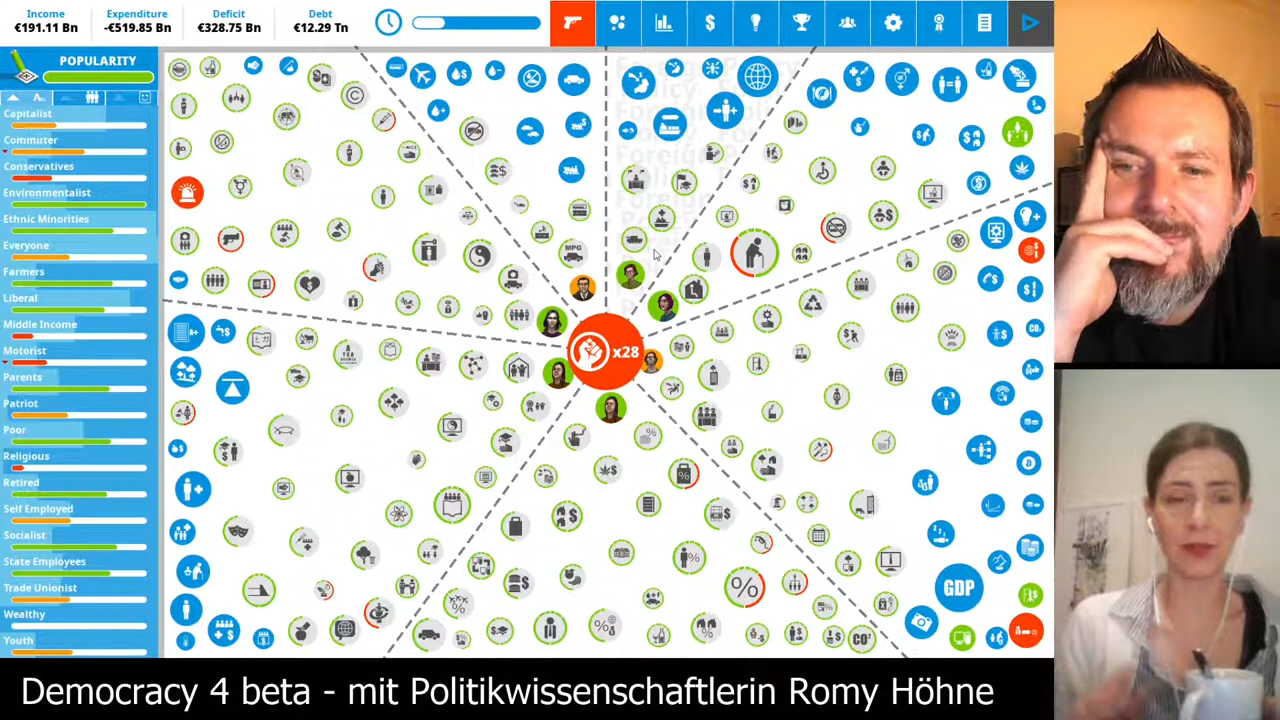 Income
Expenditure
Deficit
Debt
€191.11 Bn
-€519.85 Bn
€328.75 Bn
€12.29 Tn
POPULARITY
Capitalist
Commuter
Conservatives
Environmentalist
Ethnic Minorities
Everyone
Farmers
Liberal
Middle Income
Motorist
Parents
Patriot
Poor
Religious
Retired
Self Employed
Socialist
State Employees
Trade Unionist
Wealthy
Youth
MPG
x28
GDP
CO²
Democracy 4 beta - mit Politikwissenschaftlerin Romy Höhne